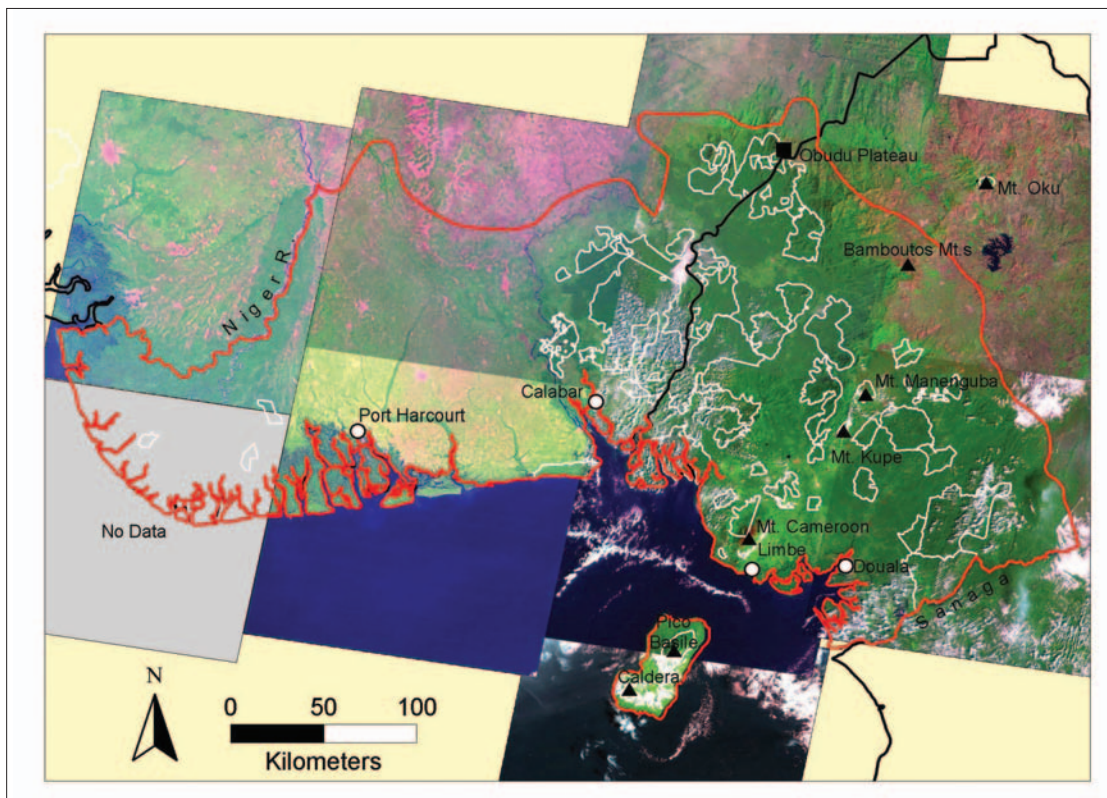 Obudu Plateau
Mt. Oku
Bamboutos Mt.s
Niger R.
Mt. Manenguba
Calabar
Port Harcourt
Mt. Kupe
No Data
Mt. Cameroon
Limbe
Douala
Sanaga
Pico
Basile
Caldera
N
0 50 100
Kilometers